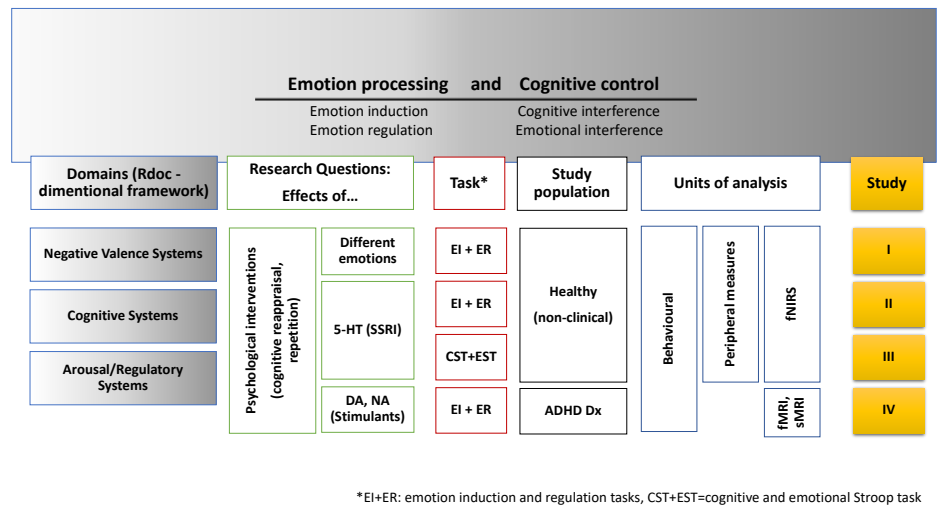 Emotion processing and Cognitive control
Emotion induction Cognitive interference
Emotion regulation Emotional interference
Domains (Rdoc -
dimentional framework)
Research Questions:
Effects of...
Task*
Study
population
Units of analysis
Study
Negative Valence Systems
Cognitive Systems
Arousal/Regulatory
Systems
Psychological interventions
(cognitive reappraisal,
repetition)
Different
emotions
5-HT (SSRI)
DA, NA
(Stimulants)
EI + ER
EI + ER
CST+EST
EI + ER
Healthy
(non-clinical)
ADHD Dx
Behavioural
Peripheral measures
fNIRS
fMRI,
sMRI
I
II
III
IV
*EI+ER: emotion induction and regulation tasks, CST+EST=cognitive and emotional Stroop task